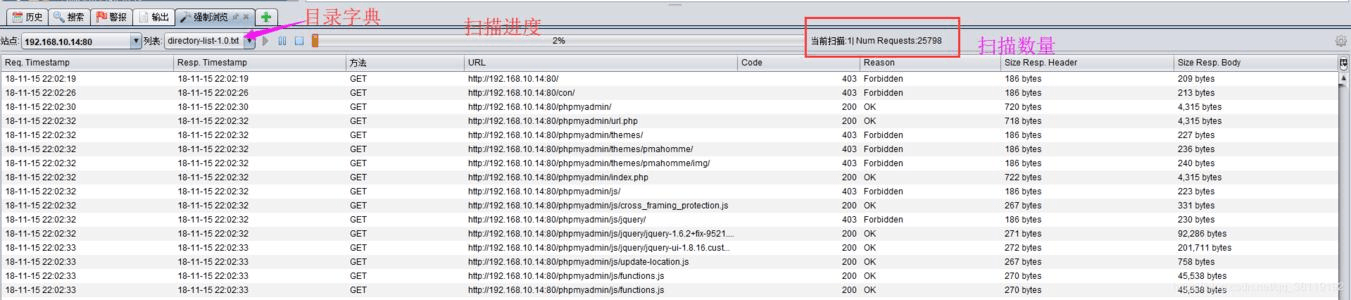 历史 搜索 警报 输出 强制浏览
目录字典
扫描进度
站点: 192.168.10.14:80 列表: directory-list-1.0.txt 2% 当前扫描:1| Num Requests:25798
扫描数量
Req. Timestamp Resp. Timestamp 方法 URL Code Reason Size Resp. Header Size Resp. Body
18-11-15 22:02:19 18-11-15 22:02:19 GET http://192.168.10.14:80/ 403 Forbidden 186 bytes 209 bytes
18-11-15 22:02:26 18-11-15 22:02:26 GET http://192.168.10.14:80/con/ 403 Forbidden 186 bytes 213 bytes
18-11-15 22:02:30 18-11-15 22:02:30 GET http://192.168.10.14:80/phpmyadmin/ 200 OK 720 bytes 4,315 bytes
18-11-15 22:02:32 18-11-15 22:02:32 GET http://192.168.10.14:80/phpmyadmin/url.php 200 OK 718 bytes 4,315 bytes
18-11-15 22:02:32 18-11-15 22:02:32 GET http://192.168.10.14:80/phpmyadmin/themes/ 403 Forbidden 186 bytes 227 bytes
18-11-15 22:02:32 18-11-15 22:02:32 GET http://192.168.10.14:80/phpmyadmin/themes/pmahomme/ 403 Forbidden 186 bytes 236 bytes
18-11-15 22:02:32 18-11-15 22:02:32 GET http://192.168.10.14:80/phpmyadmin/themes/pmahomme/img/ 403 Forbidden 186 bytes 240 bytes
18-11-15 22:02:32 18-11-15 22:02:32 GET http://192.168.10.14:80/phpmyadmin/index.php 200 OK 722 bytes 4,315 bytes
18-11-15 22:02:32 18-11-15 22:02:32 GET http://192.168.10.14:80/phpmyadmin/js/ 403 Forbidden 186 bytes 223 bytes
18-11-15 22:02:32 18-11-15 22:02:32 GET http://192.168.10.14:80/phpmyadmin/js/cross_framing_protection.js 200 OK 267 bytes 331 bytes
18-11-15 22:02:32 18-11-15 22:02:32 GET http://192.168.10.14:80/phpmyadmin/js/jquery/ 403 Forbidden 186 bytes 230 bytes
18-11-15 22:02:32 18-11-15 22:02:32 GET http://192.168.10.14:80/phpmyadmin/js/jquery/jquery-1.6.2+fix-9521.... 200 OK 271 bytes 92,286 bytes
18-11-15 22:02:33 18-11-15 22:02:33 GET http://192.168.10.14:80/phpmyadmin/js/jquery/jquery-ui-1.8.16.cust... 200 OK 272 bytes 201,711 bytes
18-11-15 22:02:33 18-11-15 22:02:33 GET http://192.168.10.14:80/phpmyadmin/js/update-location.js 200 OK 267 bytes 758 bytes
18-11-15 22:02:33 18-11-15 22:02:33 GET http://192.168.10.14:80/phpmyadmin/js/functions.js 200 OK 270 bytes 45,538 bytes
18-11-15 22:02:33 18-11-15 22:02:33 GET http://192.168.10.14:80/phpmyadmin/js/functions.js 200 OK 270 bytes 45,538 bytes